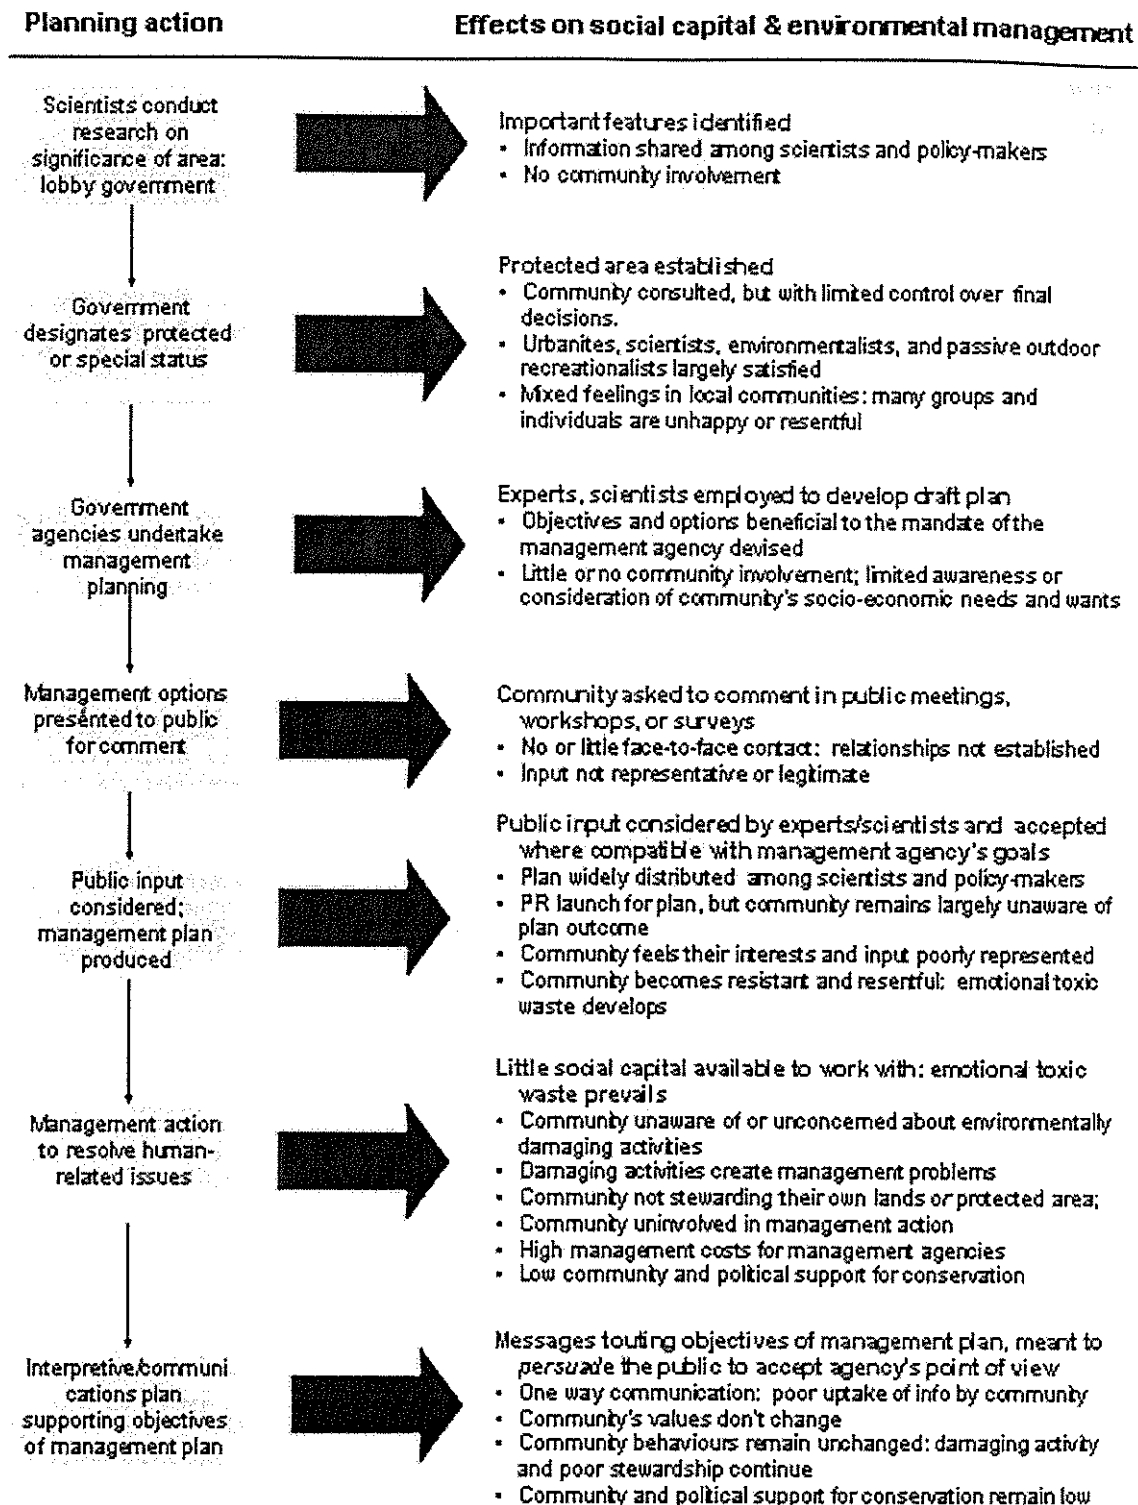 Planning action
Effects on social capital & environmental management
Scientists conduct
research on
significance of area:
lobby government
Important features identified
• Information shared among scientists and policy-makers
• No community involvement
Government
designates protected
or special status
Protected area established
• Community consulted, but with limited control over final
decisions.
• Urbanites, scientists, environmentalists, and passive outdoor
recreationalists largely satisfied
• Mixed feelings in local communities: many groups and
individuals are unhappy or resentful
Government
agencies undertake
management
planning
Experts, scientists employed to develop draft plan
• Objectives and options beneficial to the mandate of the
management agency devised
• Little or no community involvement; limited awareness or
consideration of community's socio-economic needs and wants
Management options
presented to public
for comment
Community asked to comment in public meetings,
workshops, or surveys
• No or little face-to-face contact: relationships not established
• Input not representative or legitimate
Public input
considered;
management plan
produced
Public input considered by experts/scientists and accepted
where compatible with management agency's goals
• Plan widely distributed among scientists and policy-makers
• PR launch for plan, but community remains largely unaware of
plan outcome
• Community feels their interests and input poorly represented
• Community becomes resistant and resentful: emotional toxic
waste develops
Management action
to resolve human-
related issues
Little social capital available to work with: emotional toxic
waste prevails
• Community unaware of or unconcerned about environmentally
damaging activities
• Damaging activities create management problems
• Community not stewarding their own lands or protected area;
• Community uninvolved in management action
• High management costs for management agencies
• Low community and political support for conservation
Interpretive/communi
cations plan
supporting objectives
of management plan
Messages touting objectives of management plan, meant to
persuade the public to accept agency's point of view
• One way communication: poor uptake of info by community
• Community's values don't change
• Community behaviours remain unchanged: damaging activity
and poor stewardship continue
• Community and political support for conservation remain low